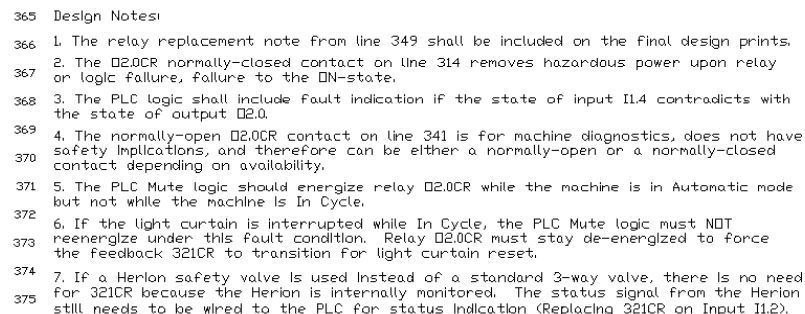 365 Design Notes:
366 1. The relay replacement note from line 349 shall be included on the final design prints.
2. The O2.0CR normally-closed contact on line 314 removes hazardous power upon relay
367 or logic failure, failure to the ON-state.
368 3. The PLC logic shall include fault indication if the state of input I1.4 contradicts with
the state of output O2.0.
369 4. The normally-open O2.0CR contact on line 341 is for machine diagnostics, does not have
safety implications, and therefore can be either a normally-open or a normally-closed
370 contact depending on availability.
371 5. The PLC Mute logic should energize relay O2.0CR while the machine is in Automatic mode
but not while the machine is In Cycle.
372
6. If the light curtain is interrupted while In Cycle, the PLC Mute logic must NOT
373 reenergize under this fault condition. Relay O2.0CR must stay de-energized to force
the feedback 321CR to transition for light curtain reset.
374
7. If a Herion safety valve is used instead of a standard 3-way valve, there is no need
375 for 321CR because the Herion is internally monitored. The status signal from the Herion
still needs to be wired to the PLC for status indication (Replacing 321CR on Input I1.2).